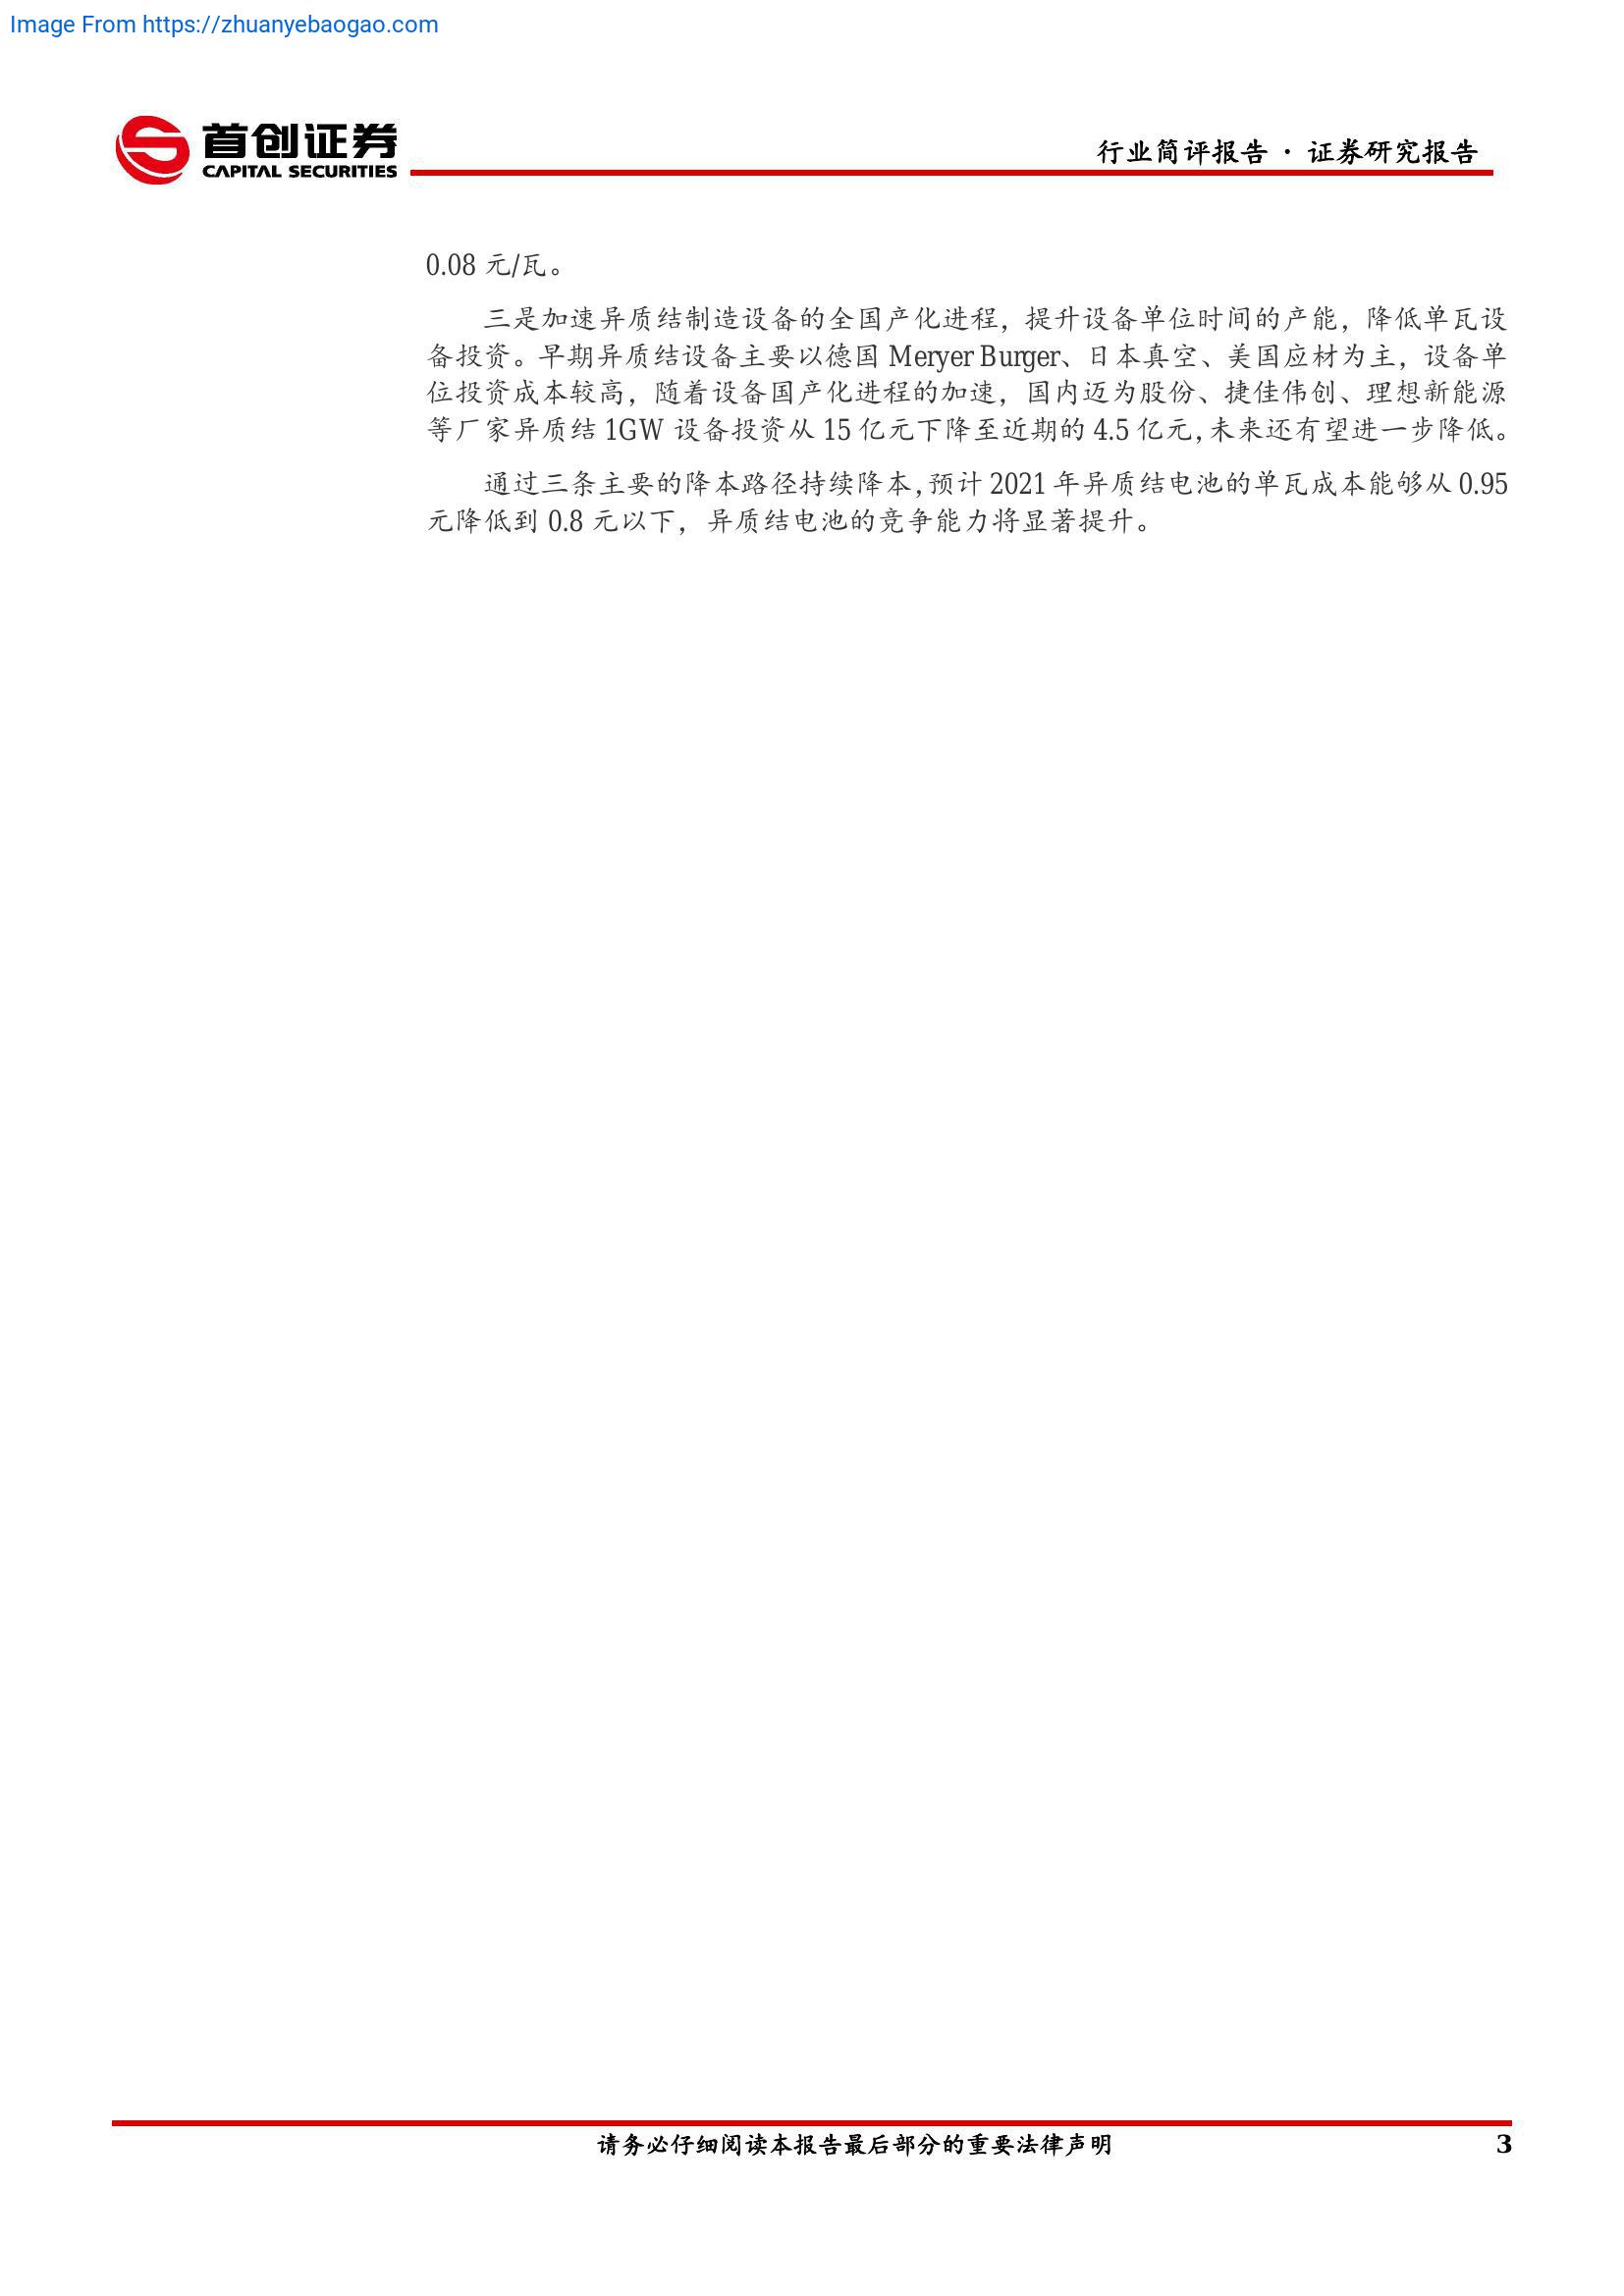 Image From https://zhuanyebaogao.com
首创证券
CAPITAL SECURITIES
行业简评报告 · 证券研究报告
0.08 元/瓦。
三是加速异质结制造设备的全国产化进程，提升设备单位时间的产能，降低单瓦设
备投资。早期异质结设备主要以德国 Meryer Burger、日本真空、美国应材为主，设备单
位投资成本较高，随着设备国产化进程的加速，国内迈为股份、捷佳伟创、理想新能源
等厂家异质结 1GW 设备投资从 15 亿元下降至近期的 4.5 亿元，未来还有望进一步降低。
通过三条主要的降本路径持续降本，预计 2021 年异质结电池的单瓦成本能够从 0.95
元降低到 0.8 元以下，异质结电池的竞争能力将显著提升。
请务必仔细阅读本报告最后部分的重要法律声明
3